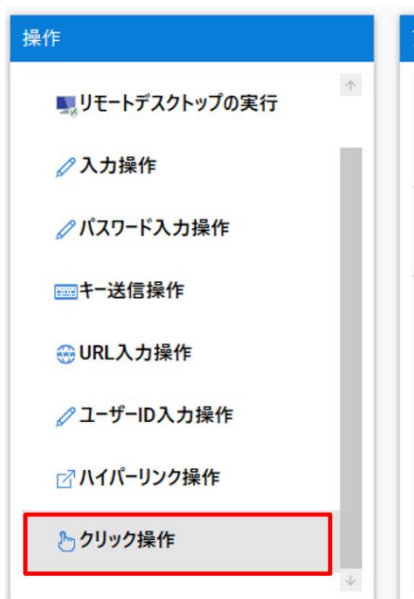 操作
リモートデスクトップの実行
入力操作
パスワード入力操作
キー送信操作
URL入力操作
ユーザーID入力操作
ハイパーリンク操作
クリック操作